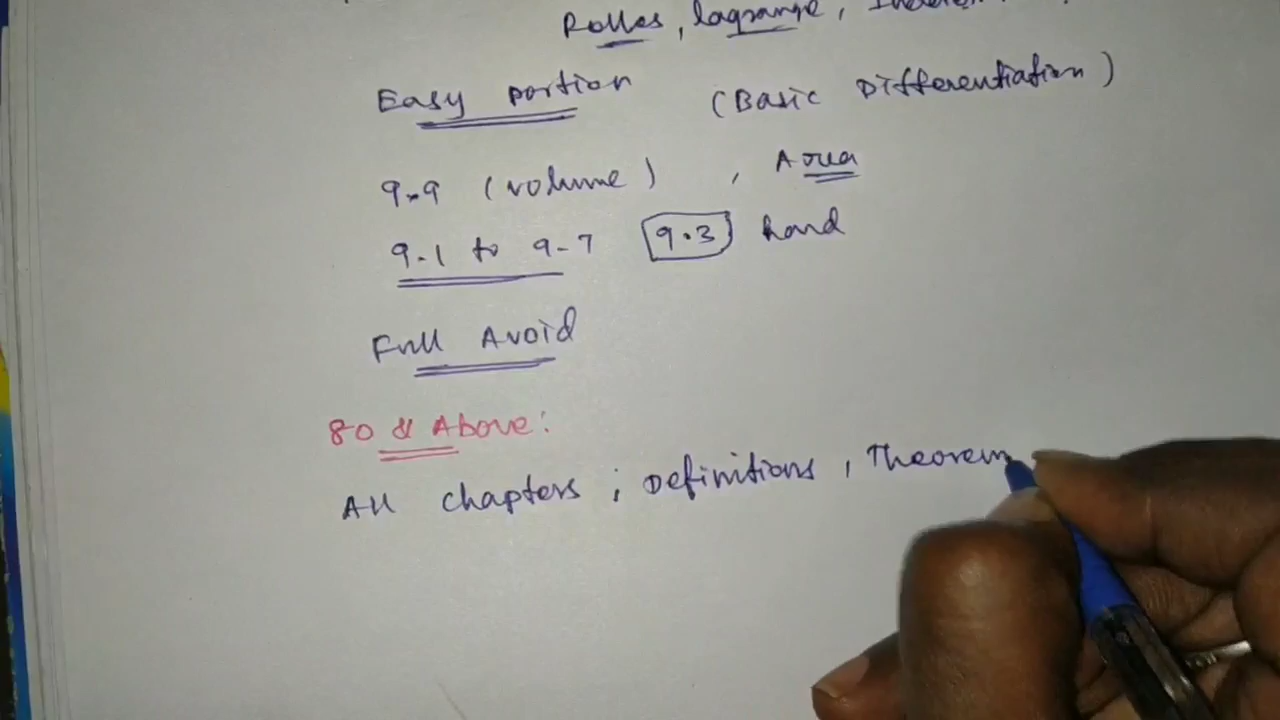 Rolles, lagrange,
Easy portion (Basic Differentiation)
9.9 (volume) , Area
9.1 to 9-7 9.3 hard
Full Avoid
80 & Above:
All chapters ; Definitions , Theorem